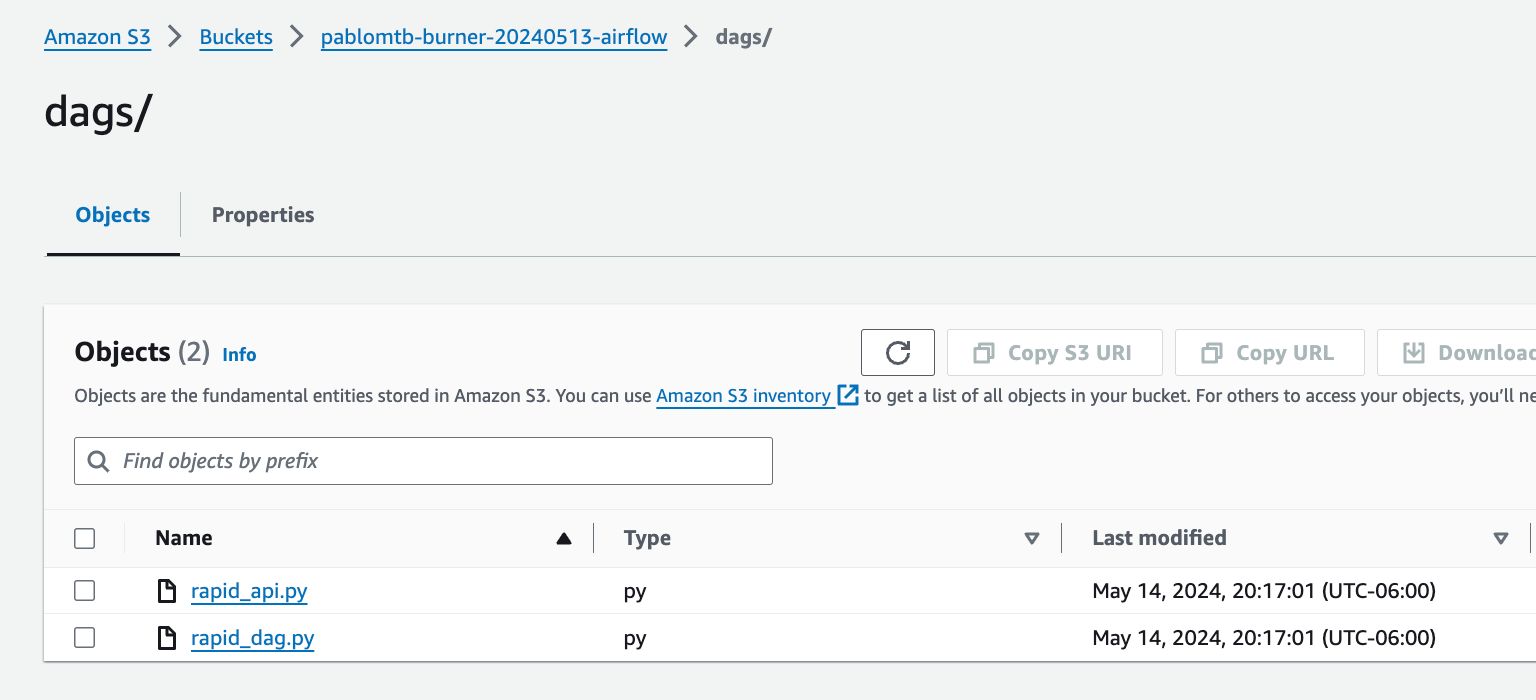 Amazon S3 > Buckets > pablomtb-burner-20240513-airflow > dags/
dags/
Objects Properties
Objects (2) Info
Copy S3 URI Copy URL Download
Objects are the fundamental entities stored in Amazon S3. You can use Amazon S3 inventory to get a list of all objects in your bucket. For others to access your objects, you'll ne
Find objects by prefix
Name Type Last modified
rapid_api.py py May 14, 2024, 20:17:01 (UTC-06:00)
rapid_dag.py py May 14, 2024, 20:17:01 (UTC-06:00)